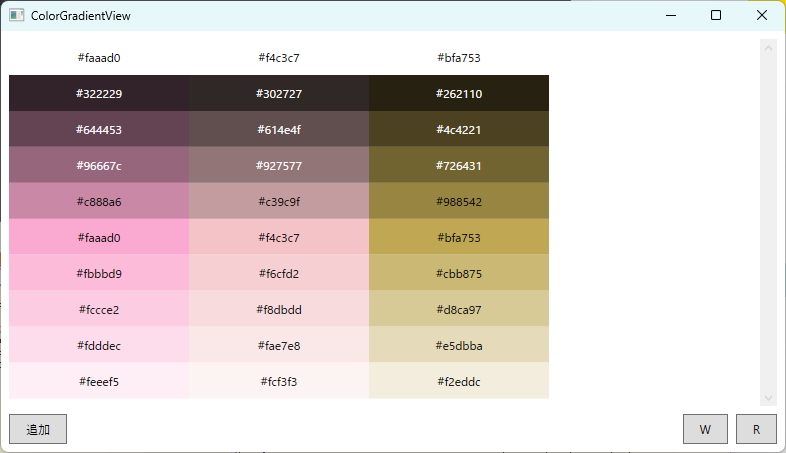 ColorGradientView
#faaad0 #f4c3c7 #bfa753
#322229 #302727 #262110
#644453 #614e4f #4c4221
#96667c #927577 #726431
#c888a6 #c39c9f #988542
#faaad0 #f4c3c7 #bfa753
#fbbbd9 #f6cfd2 #cbb875
#fccce2 #f8dbdd #d8ca97
#fdddec #fae7e8 #e5dbba
#feeef5 #fcf3f3 #f2eddc
追加 W R